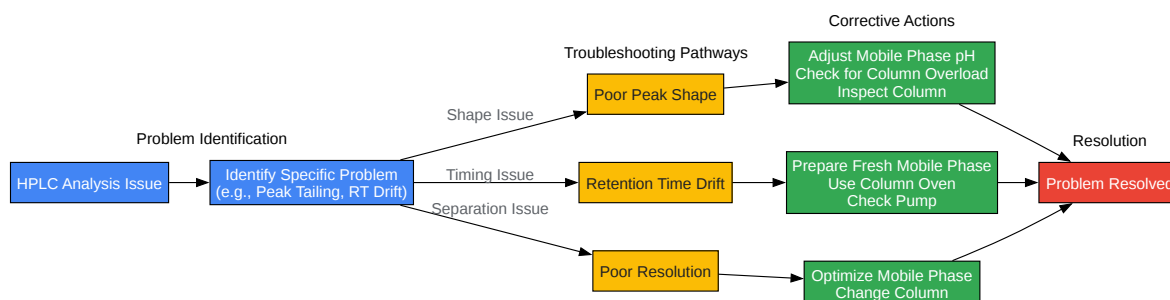 Corrective Actions
Troubleshooting Pathways
Adjust Mobile Phase pH
Check for Column Overload
Inspect Column
Poor Peak Shape
Shape Issue
Problem Identification
Resolution
HPLC Analysis Issue
Identify Specific Problem
(e.g., Peak Tailing, RT Drift)
Timing Issue
Retention Time Drift
Prepare Fresh Mobile Phase
Use Column Oven
Check Pump
Problem Resolved
Separation Issue
Poor Resolution
Optimize Mobile Phase
Change Column